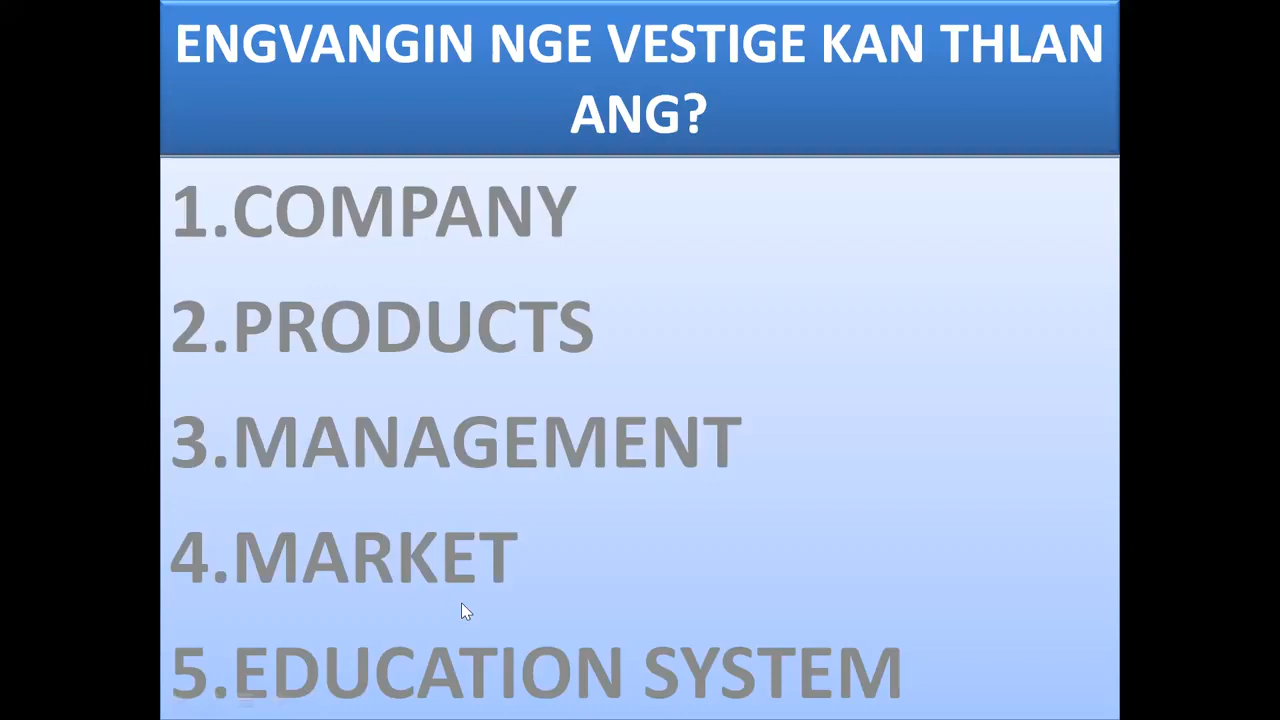 ENGVANGIN NGE VESTIGE KAN THLAN
ANG?
1.COMPANY
2.PRODUCTS
3.MANAGEMENT
4.MARKET
5.EDUCATION SYSTEM